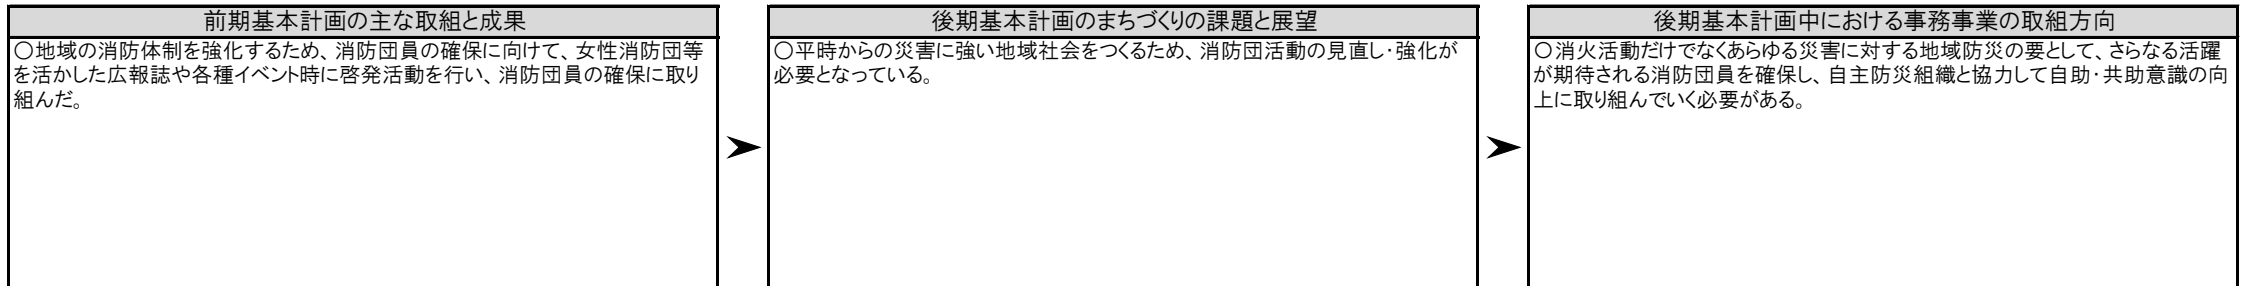 前期基本計画の主な取組と成果
〇地域の消防体制を強化するため、消防団員の確保に向けて、女性消防団等
を活かした広報誌や各種イベント時に啓発活動を行い、消防団員の確保に取り
組んだ。
後期基本計画のまちづくりの課題と展望
〇平時からの災害に強い地域社会をつくるため、消防団活動の見直し・強化が
必要となっている。
後期基本計画中における事務事業の取組方向
〇消火活動だけでなくあらゆる災害に対する地域防災の要として、さらなる活躍
が期待される消防団員を確保し、自主防災組織と協力して自助・共助意識の向
上に取り組んでいく必要がある。